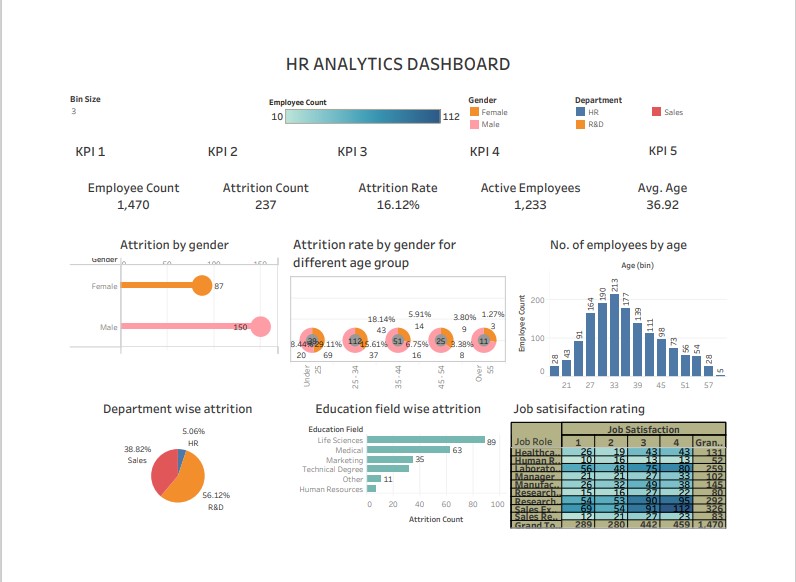 HR ANALYTICS DASHBOARD
Bin Size
3
Employee Count
10 112
Gender
Female
Male
Department
HR
R&D
Sales
KPI 1 KPI 2 KPI 3 KPI 4 KPI 5
Employee Count Attrition Count Attrition Rate Active Employees Avg. Age
1,470 237 16.12% 1,233 36.92
Attrition by gender
Gender 0 50 100 150
Female 87
Male 150
Attrition rate by gender for
different age group
18.14% 5.91% 3.80% 1.27%
43 14 9 3
112 51 25 11
8.44% 29.11% 15.61% 6.75% 3.38%
20 69 37 16 8
Under 25
25 - 34
35 - 44
45 - 54
Over 55
No. of employees by age
Age (bin)
Employee Count
200
100
0
28 43 91 164 190 213 177 139 111 98 73 56 54 28 5
21 27 33 39 45 51 57
Department wise attrition
5.06%
HR
38.82%
Sales
56.12%
R&D
Education field wise attrition
Education Field
Life Sciences 89
Medical 63
Marketing 35
Technical Degree
Other 11
Human Resources
0 20 40 60 80 100
Attrition Count
Job satisifaction rating
Job Satisfaction
Job Role 1 2 3 4 Gran..
Healthca.. 26 19 43 43 131
Human R.. 10 16 13 13 52
Laborato.. 56 48 75 80 259
Manager 21 21 27 33 102
Manufac.. 26 32 49 38 145
Research.. 15 16 27 22 80
Research.. 54 53 90 95 292
Sales Ex.. 69 54 91 112 326
Sales Re.. 12 21 27 23 83
Grand To.. 289 280 442 459 1,470